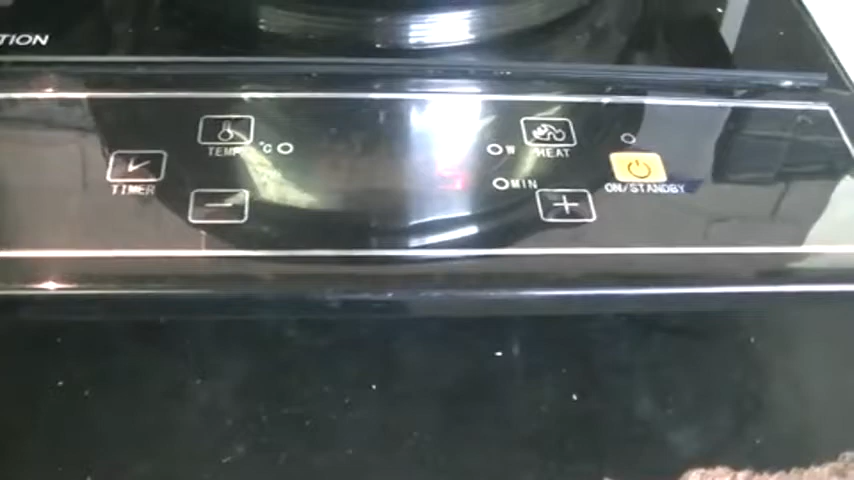 TION
TEMP °C
W HEAT
TIMER
MIN
ON/STANDBY